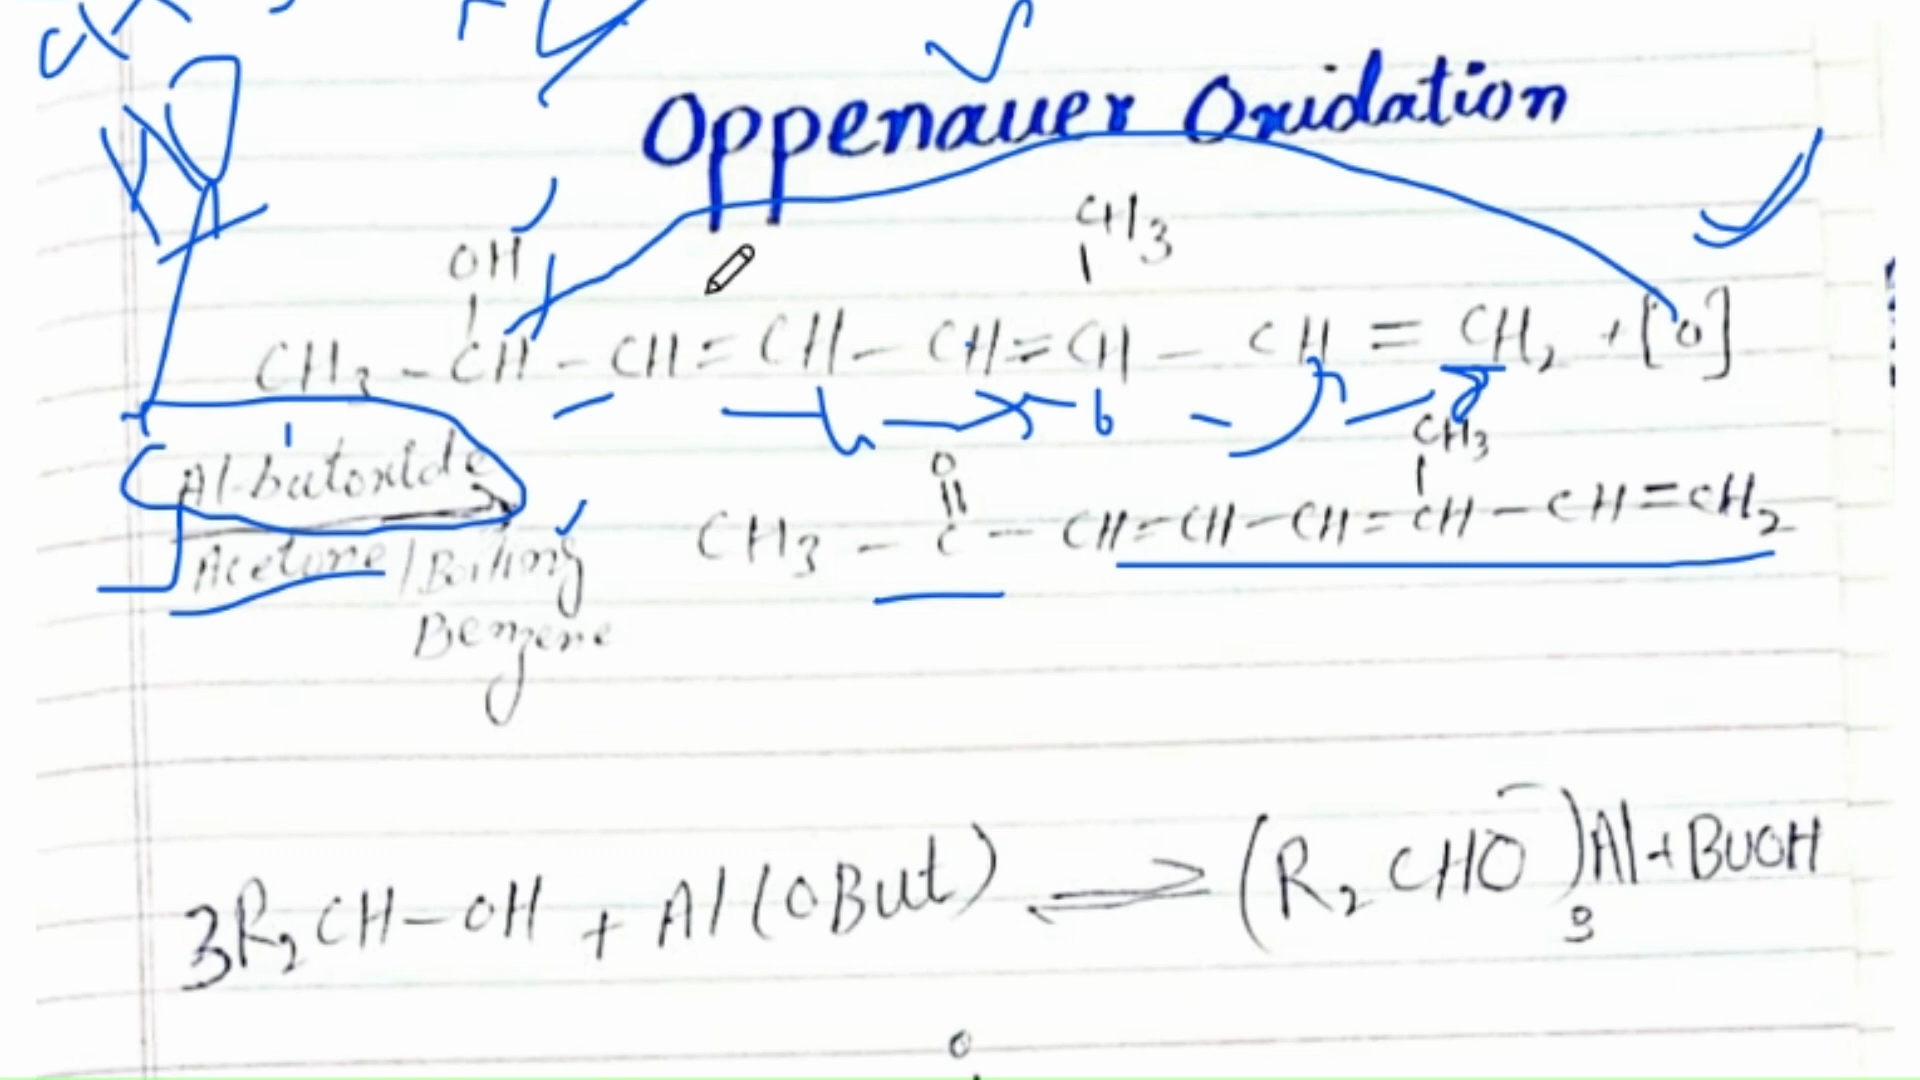 Oppenauer Oxidation
OH
CH3
CH3 - CH - CH = CH - CH = CH - CH = CH2 + [O]
b
8
Al-butoxide
Acetone / Boiling
Benzene
CH3
O
CH3 - C - CH = CH - CH = CH - CH = CH2
3R2CH-OH + Al(OBut) ⇌ (R2CHO⁻)3Al + BuOH
O